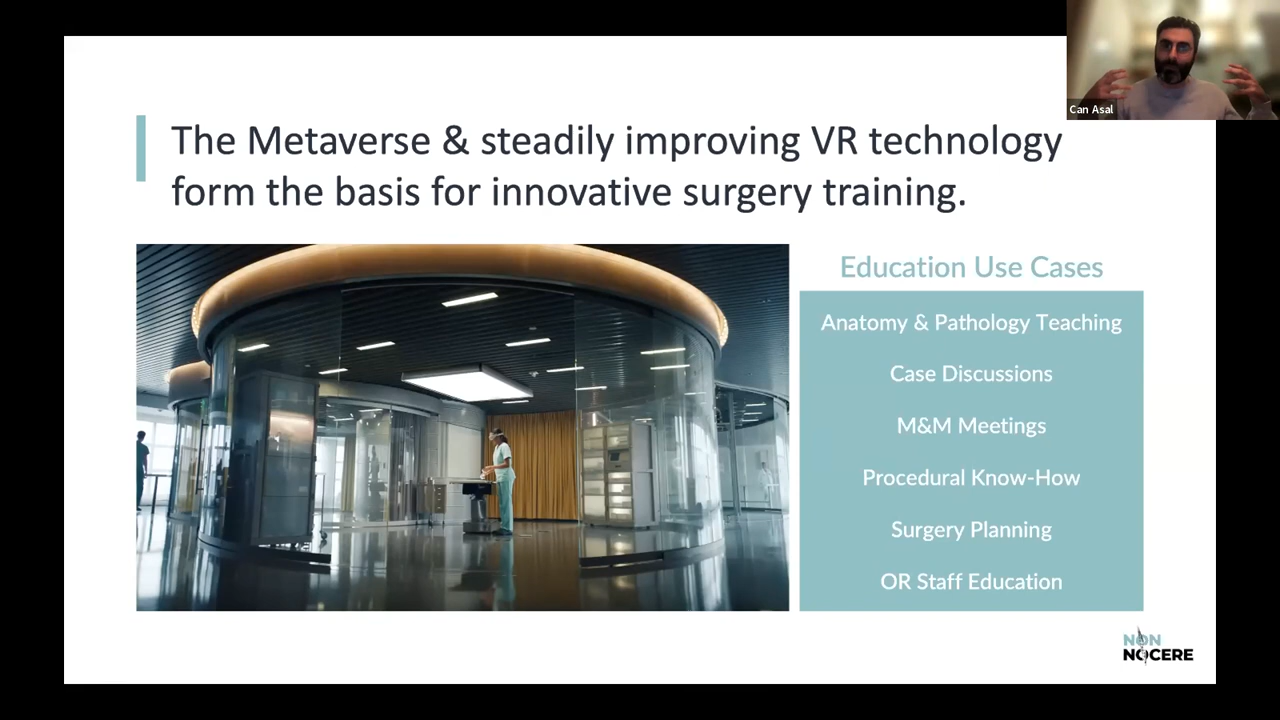 Can Asal
The Metaverse & steadily improving VR technology
form the basis for innovative surgery training.
Education Use Cases
Anatomy & Pathology Teaching
Case Discussions
M&M Meetings
Procedural Know-How
Surgery Planning
OR Staff Education
NON
NOCERE